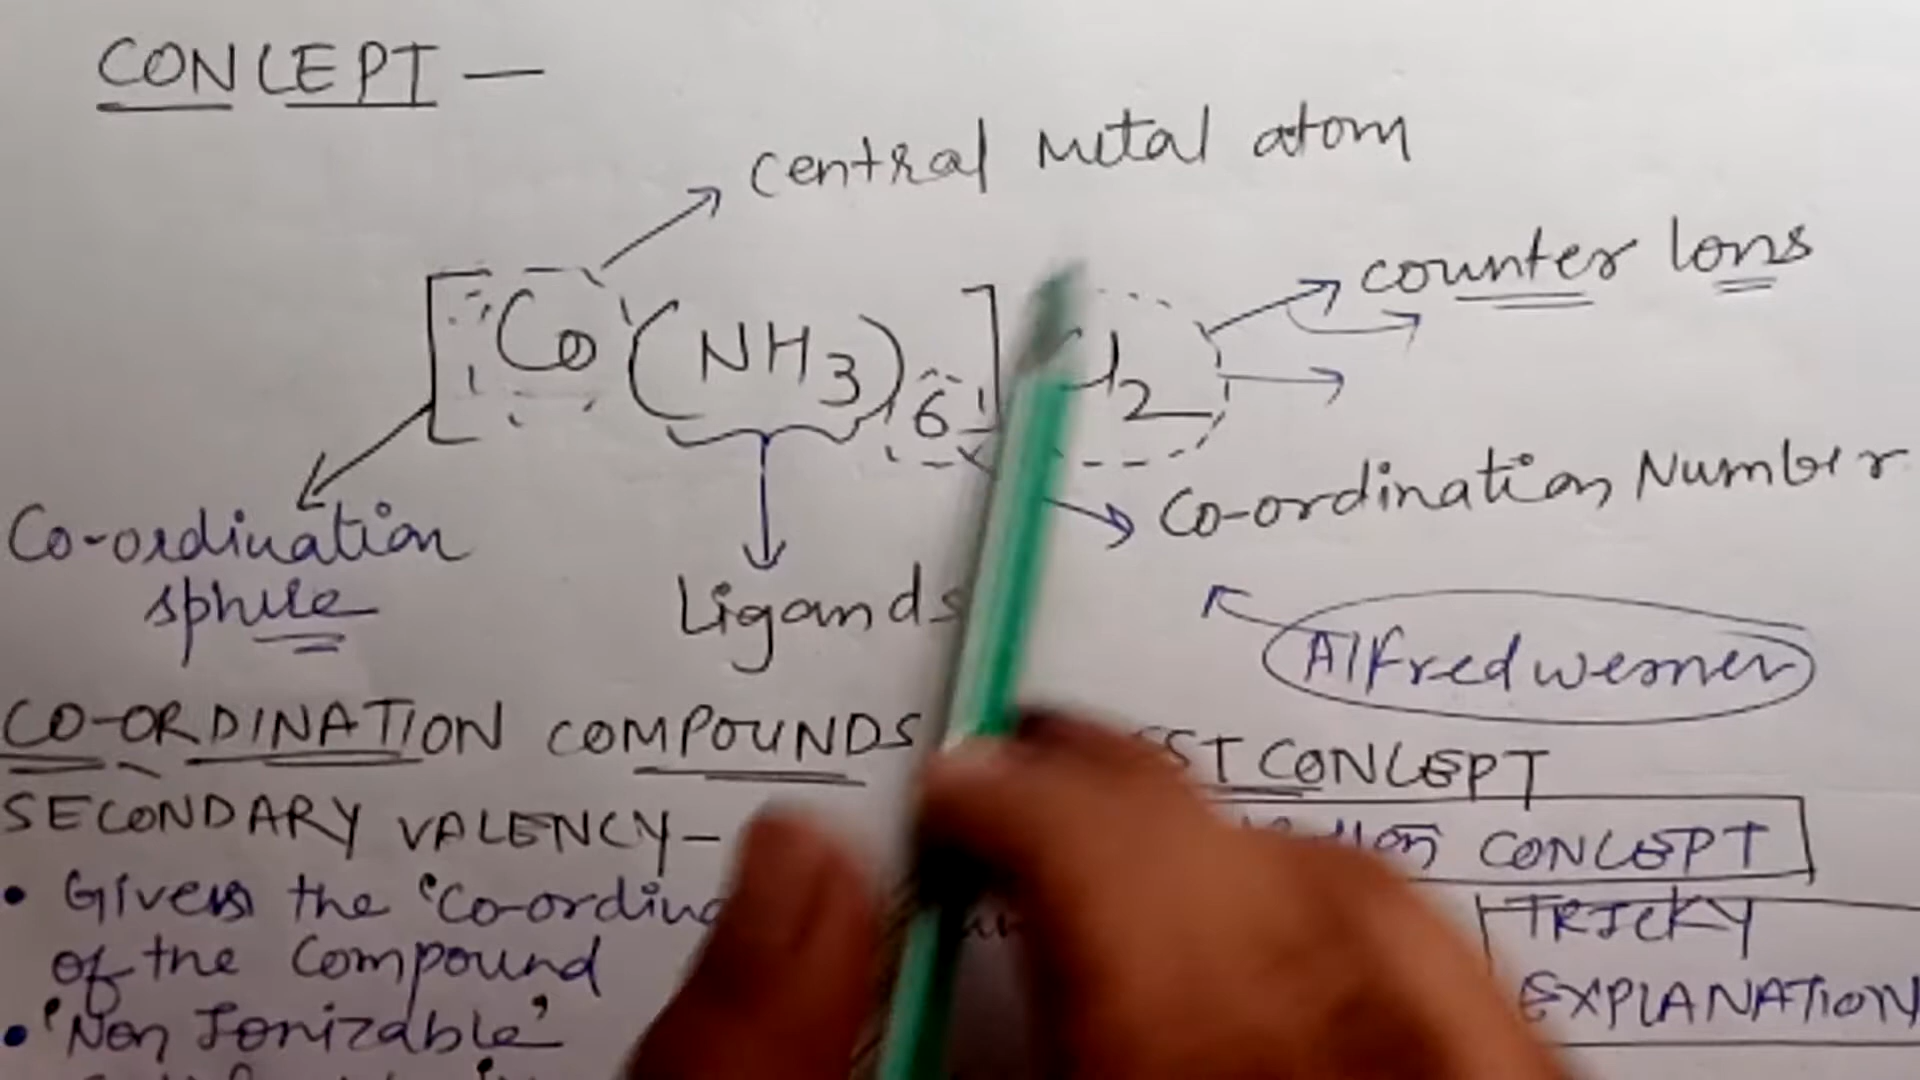 CONCEPT —
central metal atom
counter Ions
[Co(NH3)6]Cl2
Co-ordination Number
Co-ordination
sphere
Ligands
Alfred werner
CO-ORDINATION COMPOUNDS CONCEPT
SECONDARY VALENCY-
CONCEPT
• Gives the 'Co-ordin
TRICKY
of the Compound
EXPLANATION
• 'Non Ionizable'